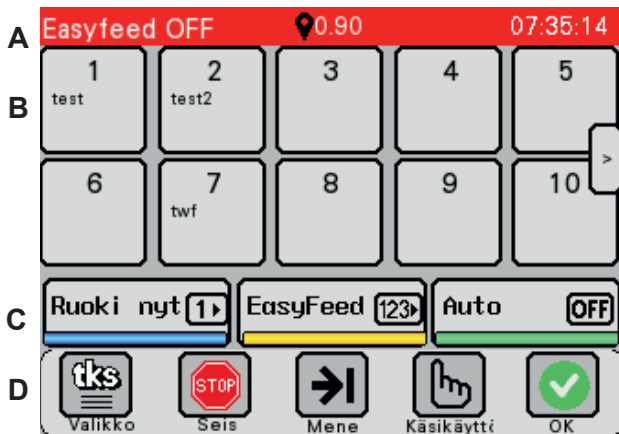 A Easyfeed OFF 0.90 07:35:14
B 1 2 3 4 5
test test2
>
6 7 8 9 10
twf
C Ruoki nyt 1 EasyFeed 123 Auto OFF
D tks STOP
Valikko Seis Mene Käsikäyttö OK